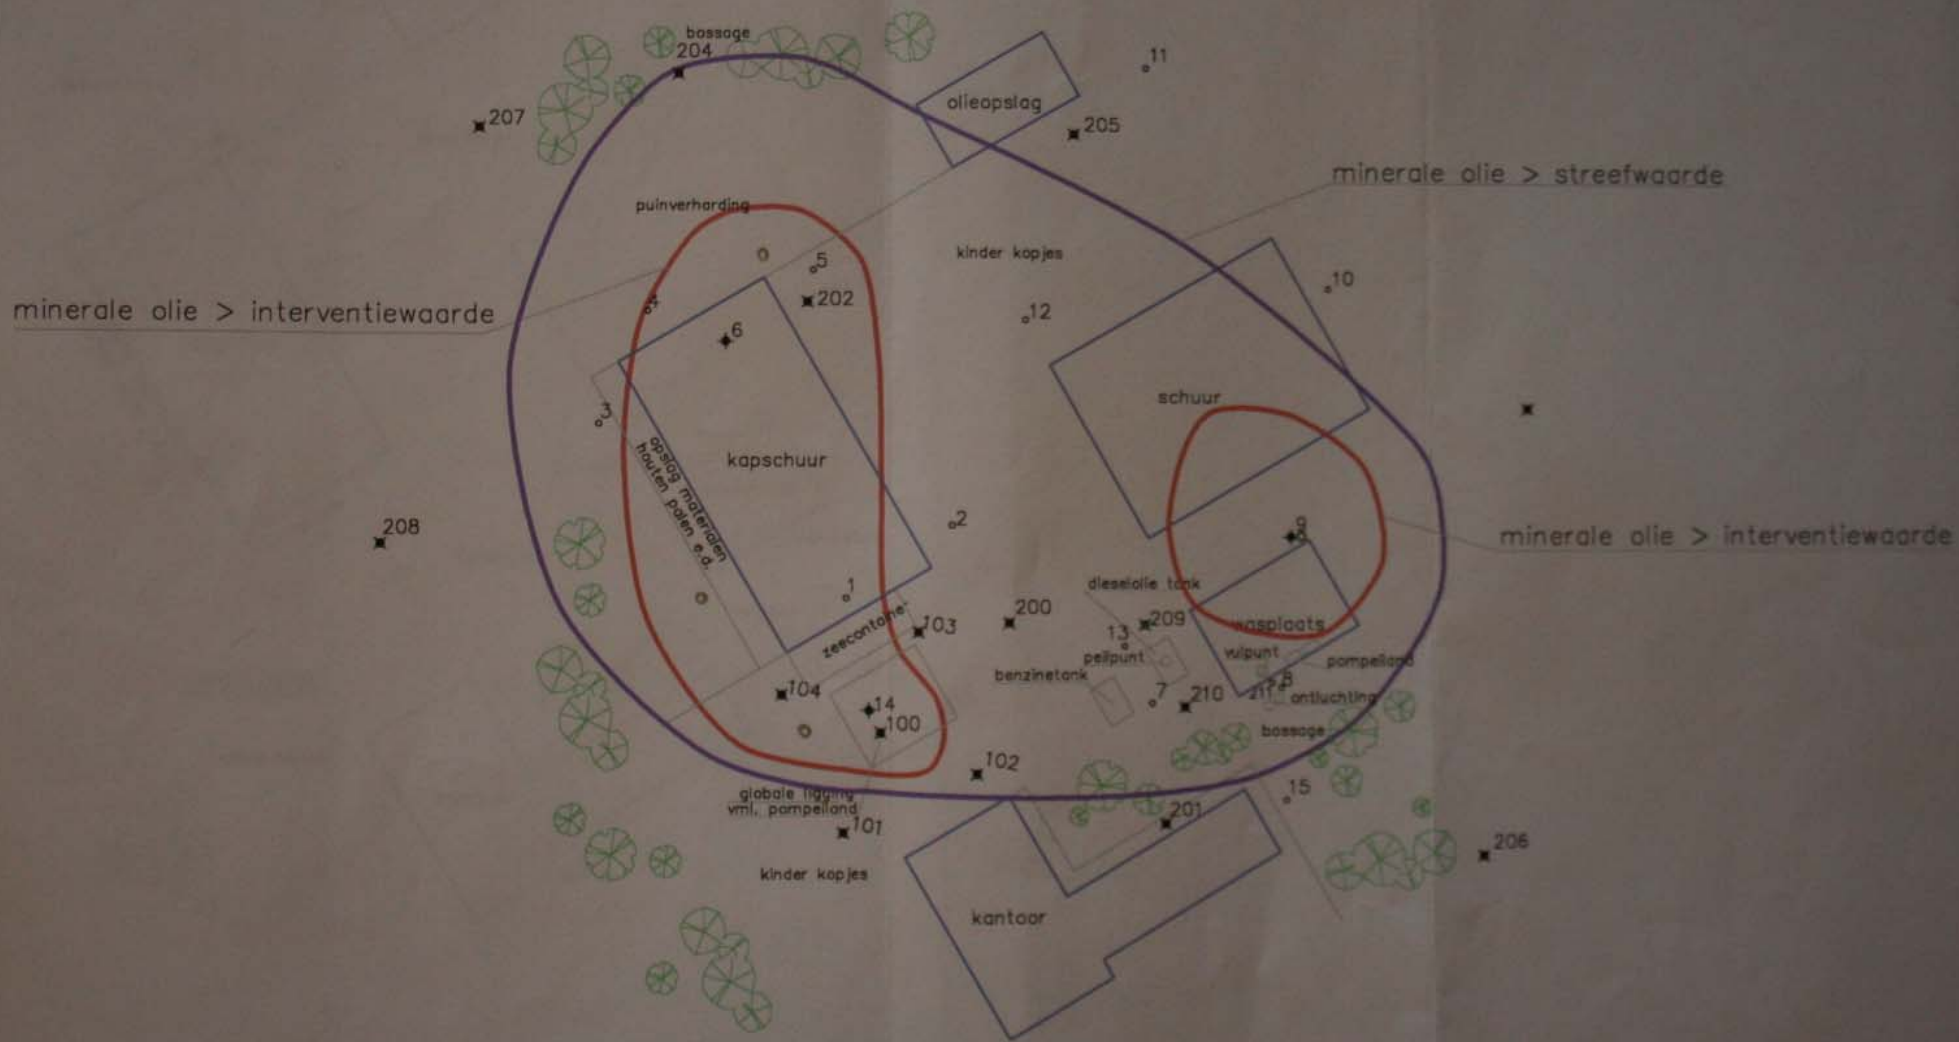 bossage
204
11
207
olieopslag
205
minerale olie > streefwaarde
puinverharding
kinder kopjes
5
10
4
202
12
minerale olie > interventiewaarde
6
schuur
3
kapschuur
opslag materialen
houten palen e.d.
2
208
9
minerale olie > interventiewaarde
dieselolie tank
1
200
zeecontainer
103
209
wasplaats
13
peilpunt
vulpunt
pompeiland
benzinetank
104
7
210
211
8
ontluchting
14
100
bossage
102
15
globale ligging
vml. pompeiland
101
201
206
kinder kopjes
kantoor